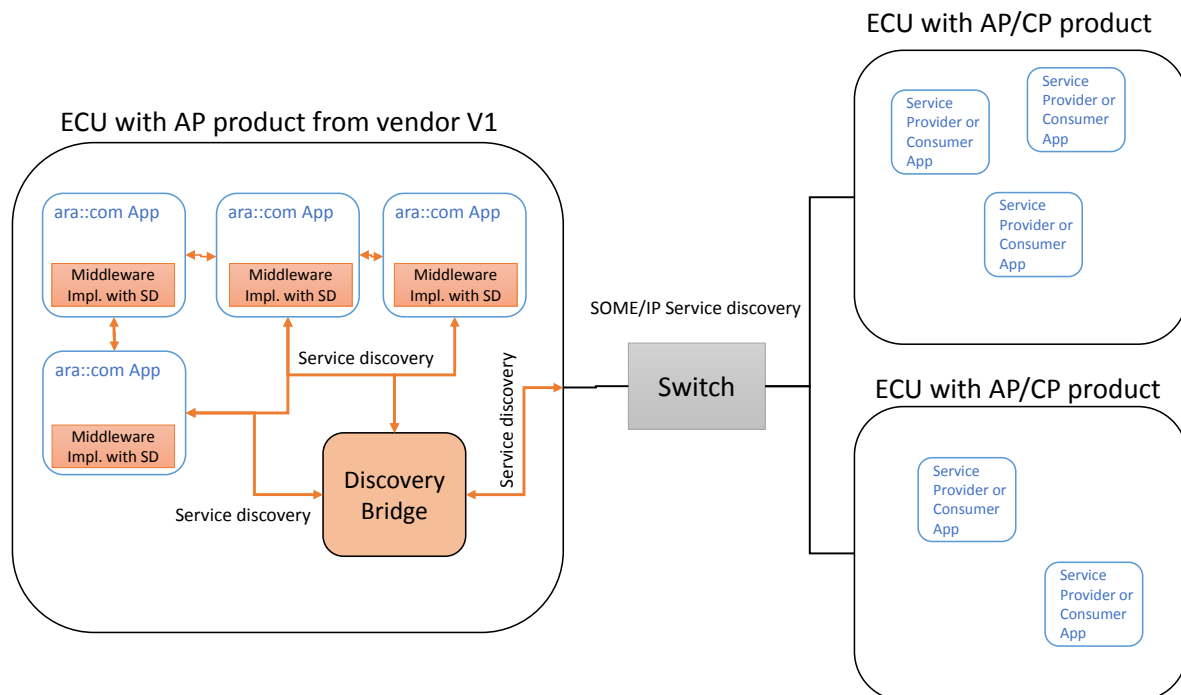 ECU with AP product from vendor V1
ara::com App
Middleware
Impl. with SD
ara::com App
Middleware
Impl. with SD
ara::com App
Middleware
Impl. with SD
ara::com App
Middleware
Impl. with SD
Service discovery
Service discovery
Service discovery
Discovery
Bridge
SOME/IP Service discovery
Switch
ECU with AP/CP product
Service
Provider or
Consumer
App
Service
Provider or
Consumer
App
Service
Provider or
Consumer
App
ECU with AP/CP product
Service
Provider or
Consumer
App
Service
Provider or
Consumer
App